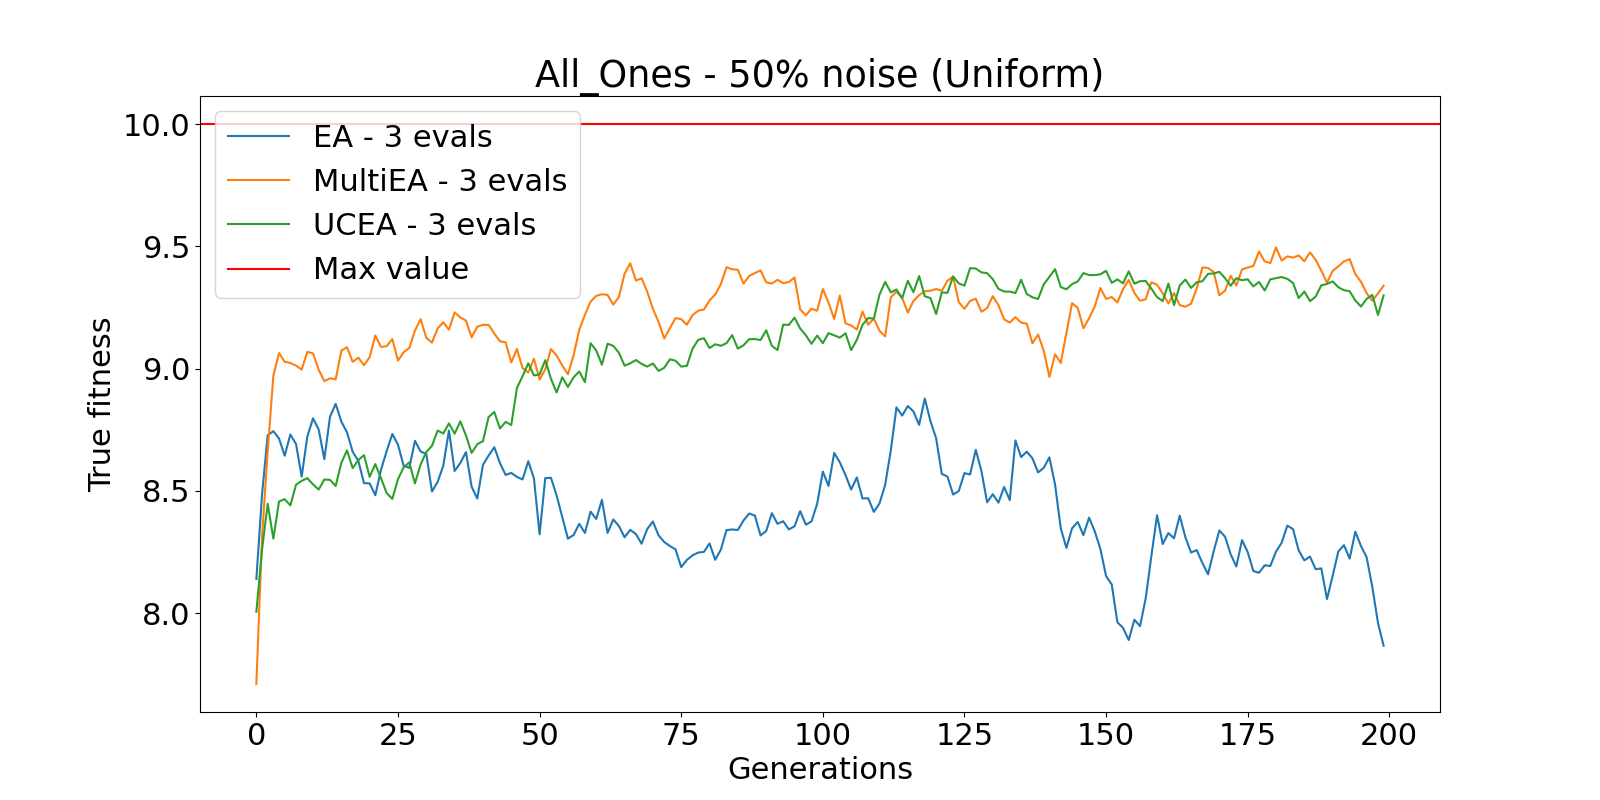 All_Ones - 50% noise (Uniform)
EA - 3 evals
MultiEA - 3 evals
UCEA - 3 evals
Max value
True fitness
10.0
9.5
9.0
8.5
8.0
0 25 50 75 100 125 150 175 200
Generations